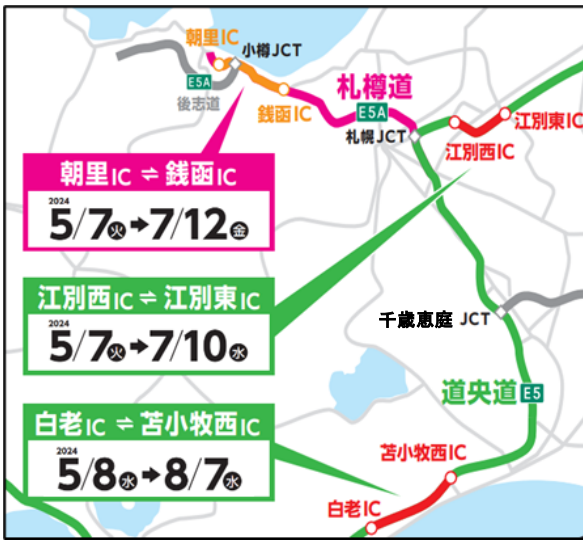 朝里IC
小樽JCT
E5A
後志道
銭函IC
札樽道
E5A
札幌JCT
江別東IC
江別西IC
朝里IC ⇌ 銭函IC
2024
5/7火→7/12金
江別西IC ⇌ 江別東IC
2024
5/7火→7/10水
千歳恵庭 JCT
道央道 E5
白老IC ⇌ 苫小牧西IC
2024
5/8水→8/7水
苫小牧西IC
白老IC